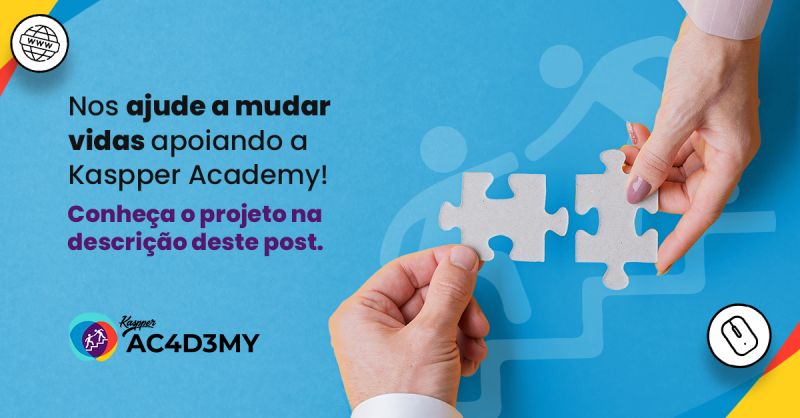 WWW
Nos ajude a mudar
vidas apoiando a
Kaspper Academy!
Conheça o projeto na
descrição deste post.
Kaspper
AC4D3MY